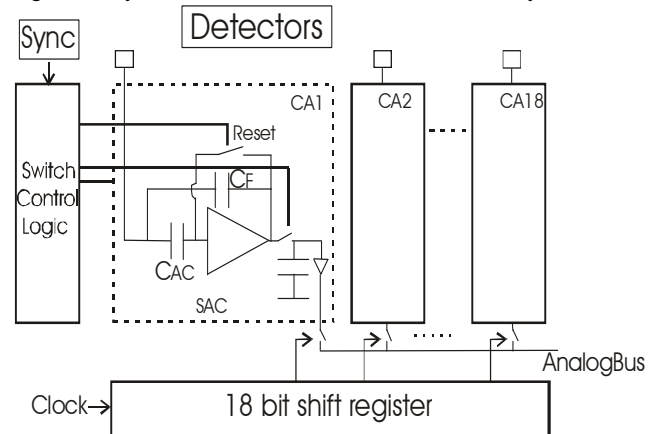 Detectors
Sync
CA1
CA2
CA18
Reset
Switch
Control
Logic
CF
CAC
SAC
AnalogBus
Clock
18 bit shift register